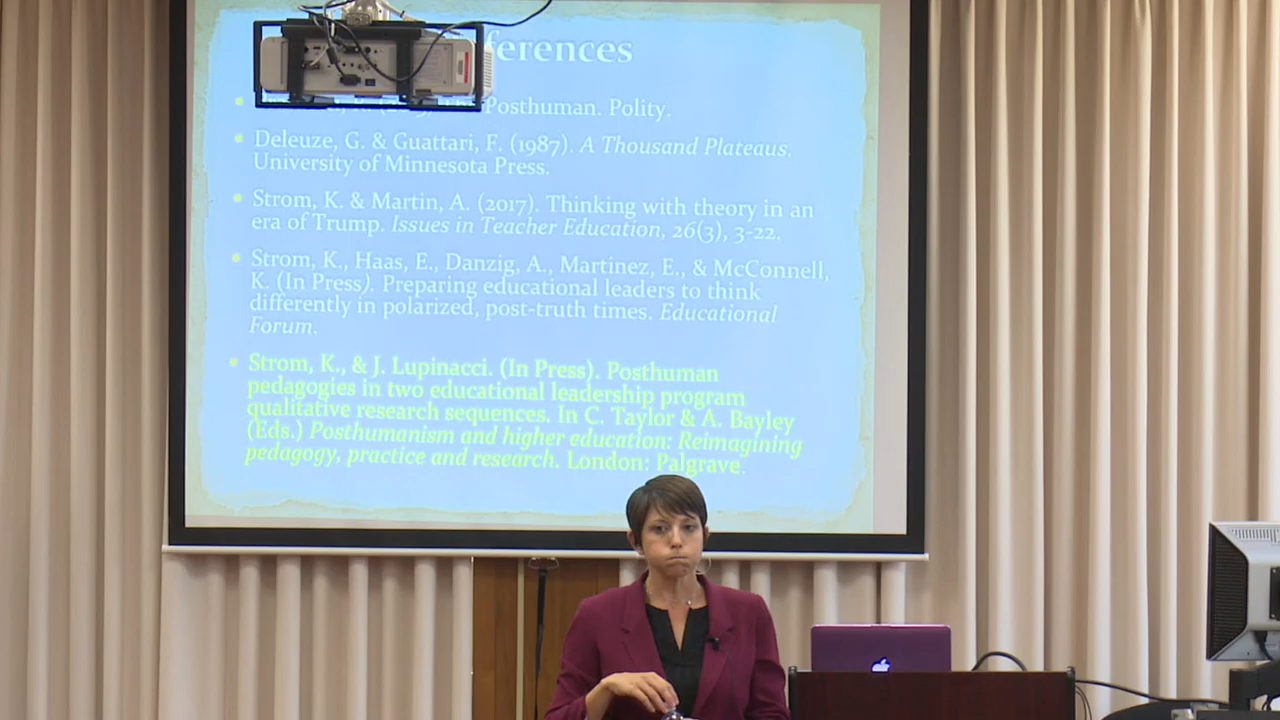 ferences
Posthuman. Polity.
Deleuze, G. & Guattari, F. (1987). A Thousand Plateaus.
University of Minnesota Press.
Strom, K. & Martin, A. (2017). Thinking with theory in an
era of Trump. Issues in Teacher Education, 26(3), 3-22.
Strom, K., Haas, E., Danzig, A., Martinez, E., & McConnell,
K. (In Press). Preparing educational leaders to think
differently in polarized, post-truth times. Educational
Forum.
Strom, K., & J. Lupinacci. (In Press). Posthuman
pedagogies in two educational leadership program
qualitative research sequences. In C. Taylor & A. Bayley
(Eds.) Posthumanism and higher education: Reimagining
pedagogy, practice and research. London: Palgrave.